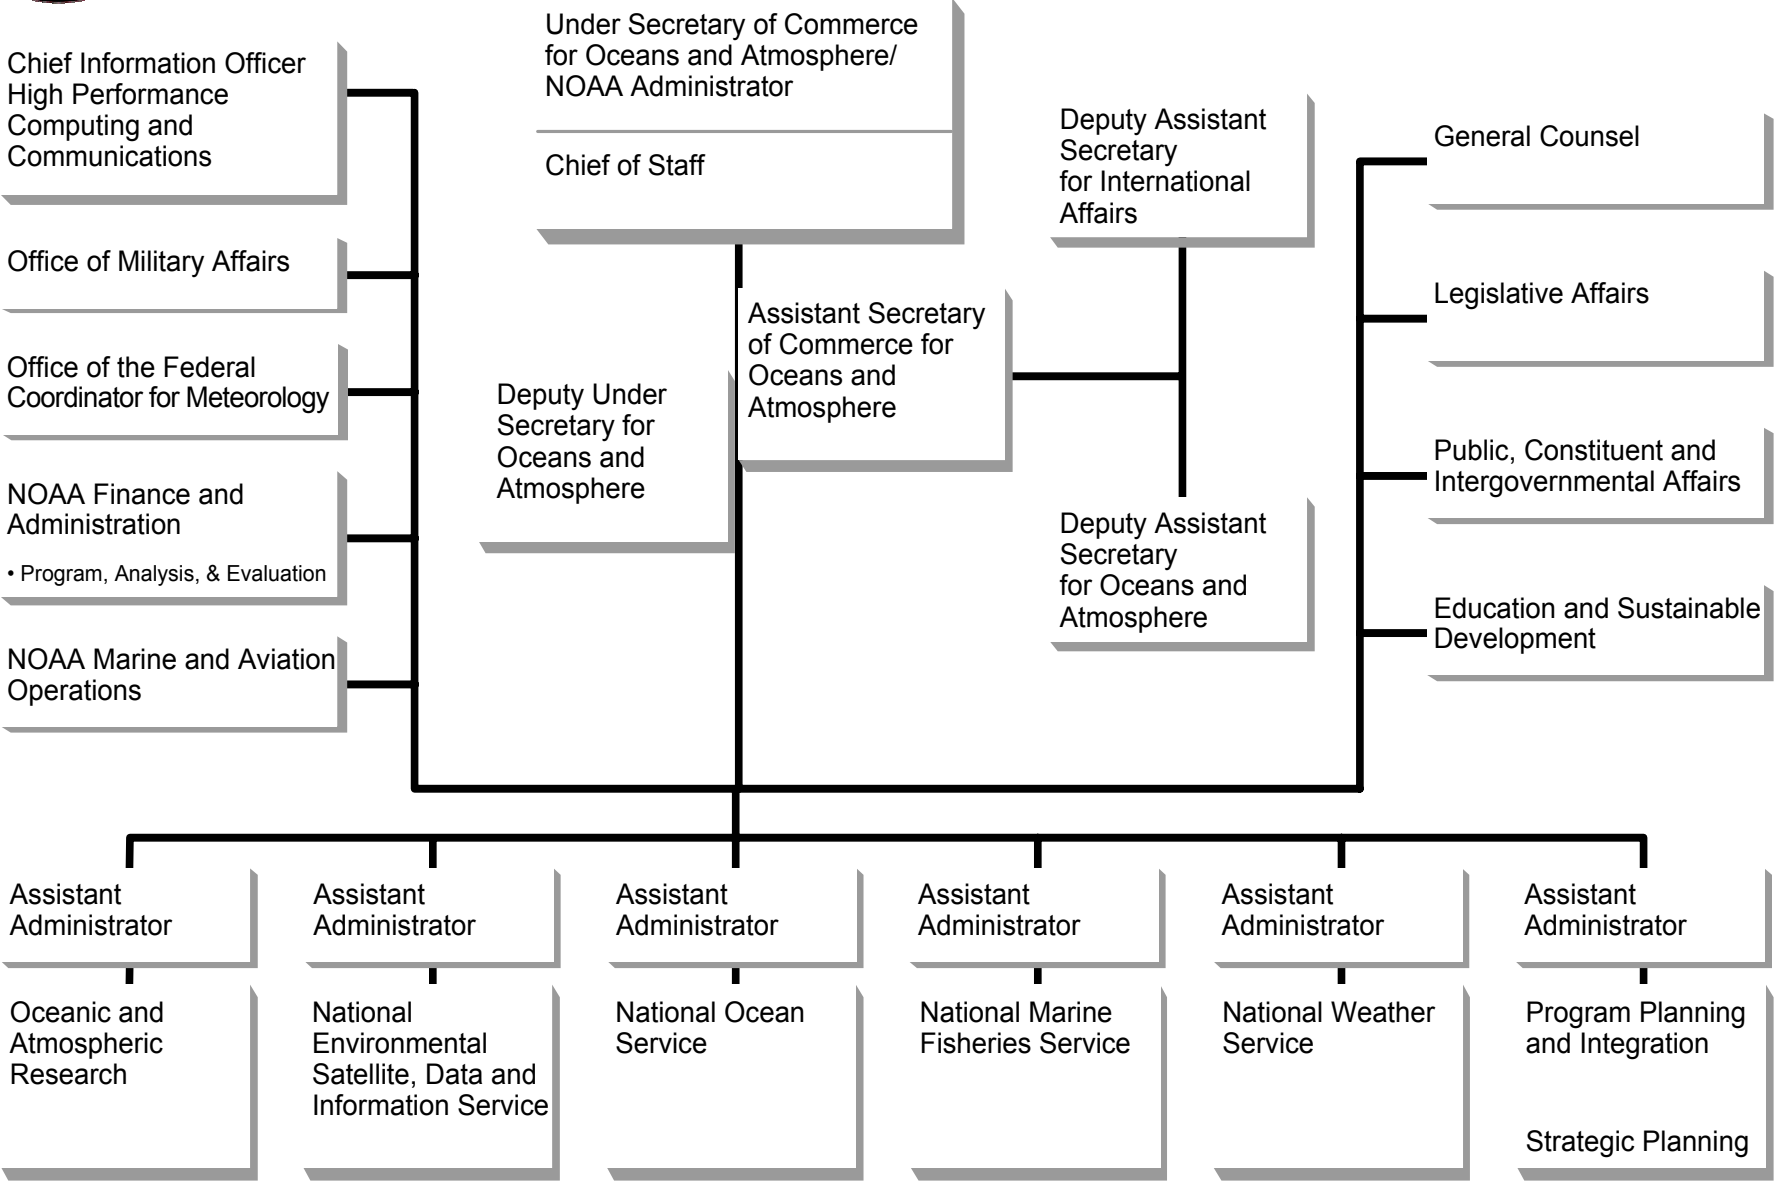 Chief Information Officer
High Performance
Computing and
Communications
Office of Military Affairs
Office of the Federal
Coordinator for Meteorology
NOAA Finance and
Administration
• Program, Analysis, & Evaluation
NOAA Marine and Aviation
Operations
Under Secretary of Commerce
for Oceans and Atmosphere/
NOAA Administrator
Chief of Staff
Deputy Under
Secretary for
Oceans and
Atmosphere
Assistant Secretary
of Commerce for
Oceans and
Atmosphere
Deputy Assistant
Secretary
for International
Affairs
Deputy Assistant
Secretary
for Oceans and
Atmosphere
General Counsel
Legislative Affairs
Public, Constituent and
Intergovernmental Affairs
Education and Sustainable
Development
Assistant
Administrator
Oceanic and
Atmospheric
Research
Assistant
Administrator
National
Environmental
Satellite, Data and
Information Service
Assistant
Administrator
National Ocean
Service
Assistant
Administrator
National Marine
Fisheries Service
Assistant
Administrator
National Weather
Service
Assistant
Administrator
Program Planning
and Integration
Strategic Planning